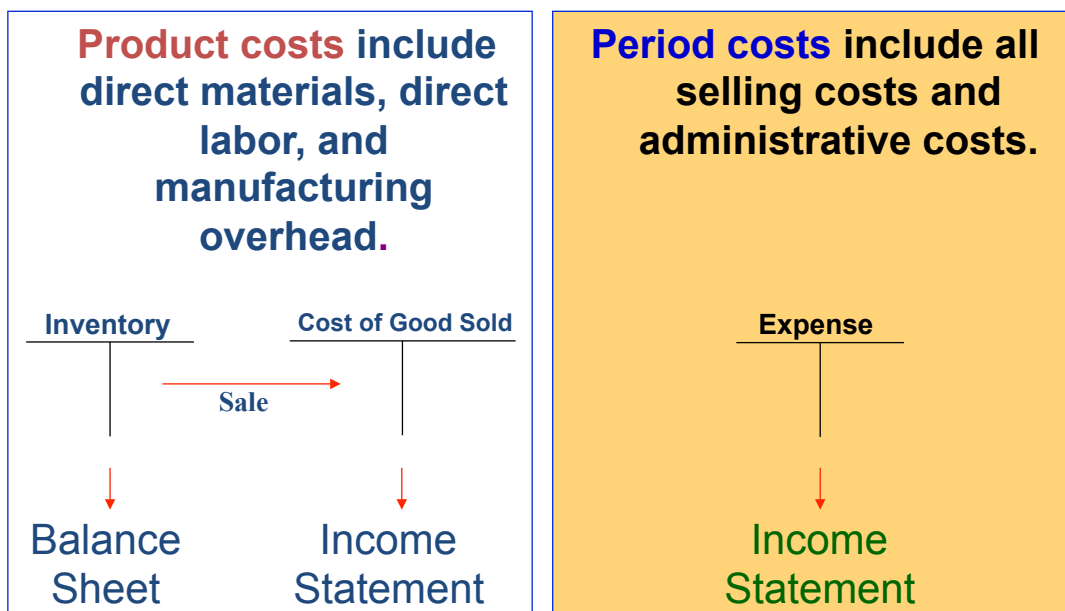 Product costs include
direct materials, direct
labor, and
manufacturing
overhead.
Inventory
Cost of Good Sold
Sale
Balance
Sheet
Income
Statement
Period costs include all
selling costs and
administrative costs.
Expense
Income
Statement